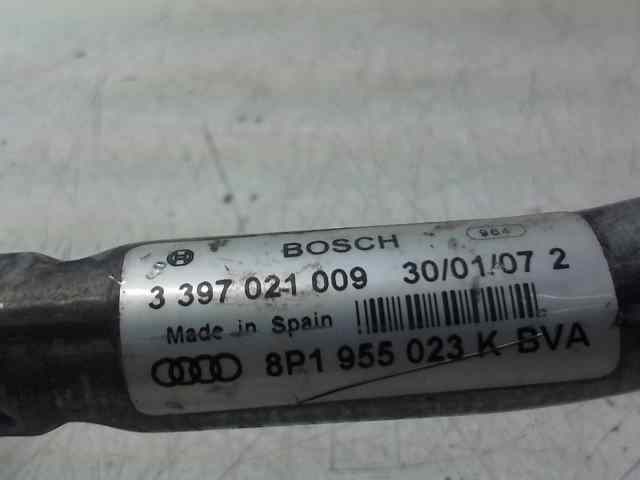 BOSCH
964
3 397 021 009 30/01/07 2
Made in Spain
8P1 955 023 K BVA